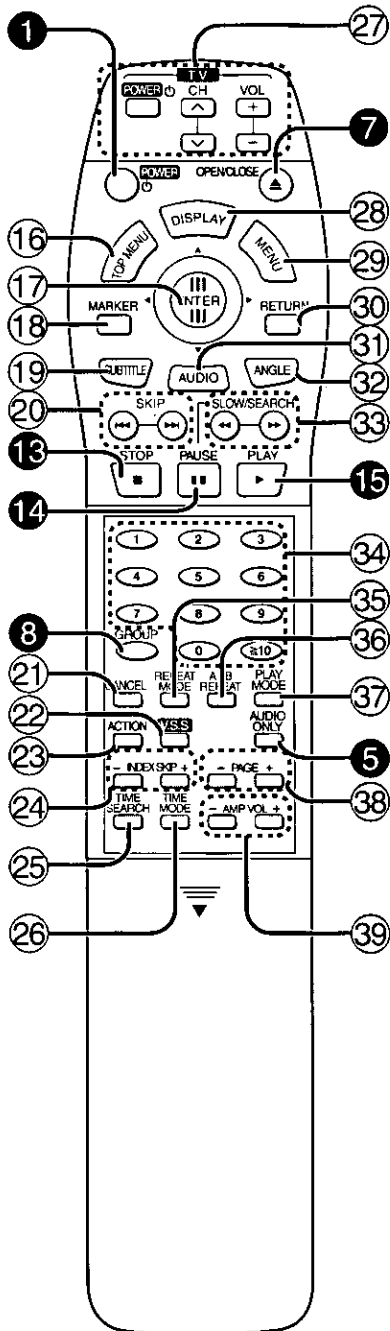 1 27
TV
POWER CH VOL
+
−
POWER OPEN/CLOSE 7
DISPLAY 28
16 TOP MENU MENU 29
17 ENTER
18 MARKER RETURN 30
31
19 SUBTITLE AUDIO ANGLE 32
20 SKIP SLOW/SEARCH 33
13 STOP PAUSE PLAY
14 15
1 2 3 34
4 5 6
7 8 9 35
8 GROUP 0 ≧10 36
21 CANCEL REPEAT MODE A-B REPEAT PLAY MODE 37
22 V.S.S
23 ACTION AUDIO ONLY 5
24 − INDEX SKIP + − PAGE + 38
25 TIME SEARCH TIME MODE − AMP VOL +
26 39